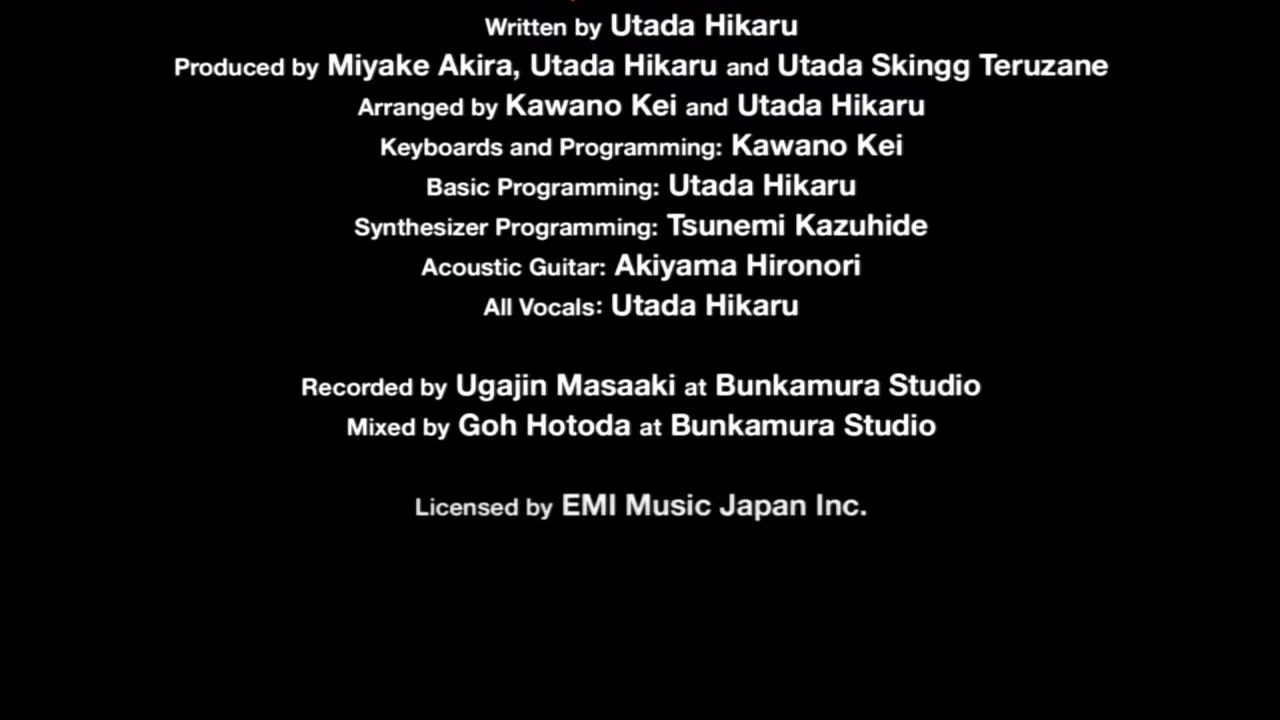 Written by Utada Hikaru
Produced by Miyake Akira, Utada Hikaru and Utada Skingg Teruzane
Arranged by Kawano Kei and Utada Hikaru
Keyboards and Programming: Kawano Kei
Basic Programming: Utada Hikaru
Synthesizer Programming: Tsunemi Kazuhide
Acoustic Guitar: Akiyama Hironori
All Vocals: Utada Hikaru
Recorded by Ugajin Masaaki at Bunkamura Studio
Mixed by Goh Hotoda at Bunkamura Studio
Licensed by EMI Music Japan Inc.